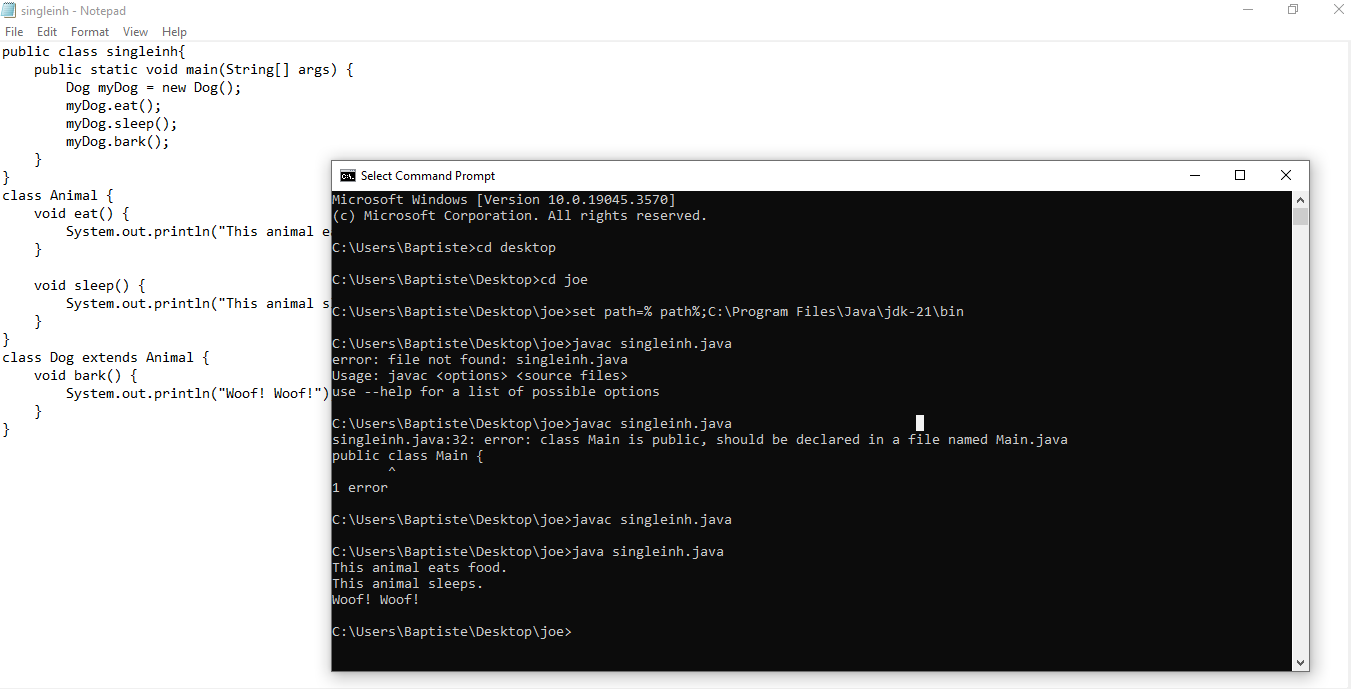 singleinh - Notepad
File Edit Format View Help
public class singleinh{
    public static void main(String[] args) {
        Dog myDog = new Dog();
        myDog.eat();
        myDog.sleep();
        myDog.bark();
    }
}
class Animal {
    void eat() {
        System.out.println("This animal
    }
    void sleep() {
        System.out.println("This animal
    }
}
class Dog extends Animal {
    void bark() {
        System.out.println("Woof! Woof!")
    }
}
Select Command Prompt
Microsoft Windows [Version 10.0.19045.3570]
(c) Microsoft Corporation. All rights reserved.
C:\Users\Baptiste>cd desktop
C:\Users\Baptiste\Desktop>cd joe
C:\Users\Baptiste\Desktop\joe>set path=% path%;C:\Program Files\Java\jdk-21\bin
C:\Users\Baptiste\Desktop\joe>javac singleinh.java
error: file not found: singleinh.java
Usage: javac <options> <source files>
use --help for a list of possible options
C:\Users\Baptiste\Desktop\joe>javac singleinh.java
singleinh.java:32: error: class Main is public, should be declared in a file named Main.java
public class Main {
       ^
1 error
C:\Users\Baptiste\Desktop\joe>javac singleinh.java
C:\Users\Baptiste\Desktop\joe>java singleinh.java
This animal eats food.
This animal sleeps.
Woof! Woof!
C:\Users\Baptiste\Desktop\joe>